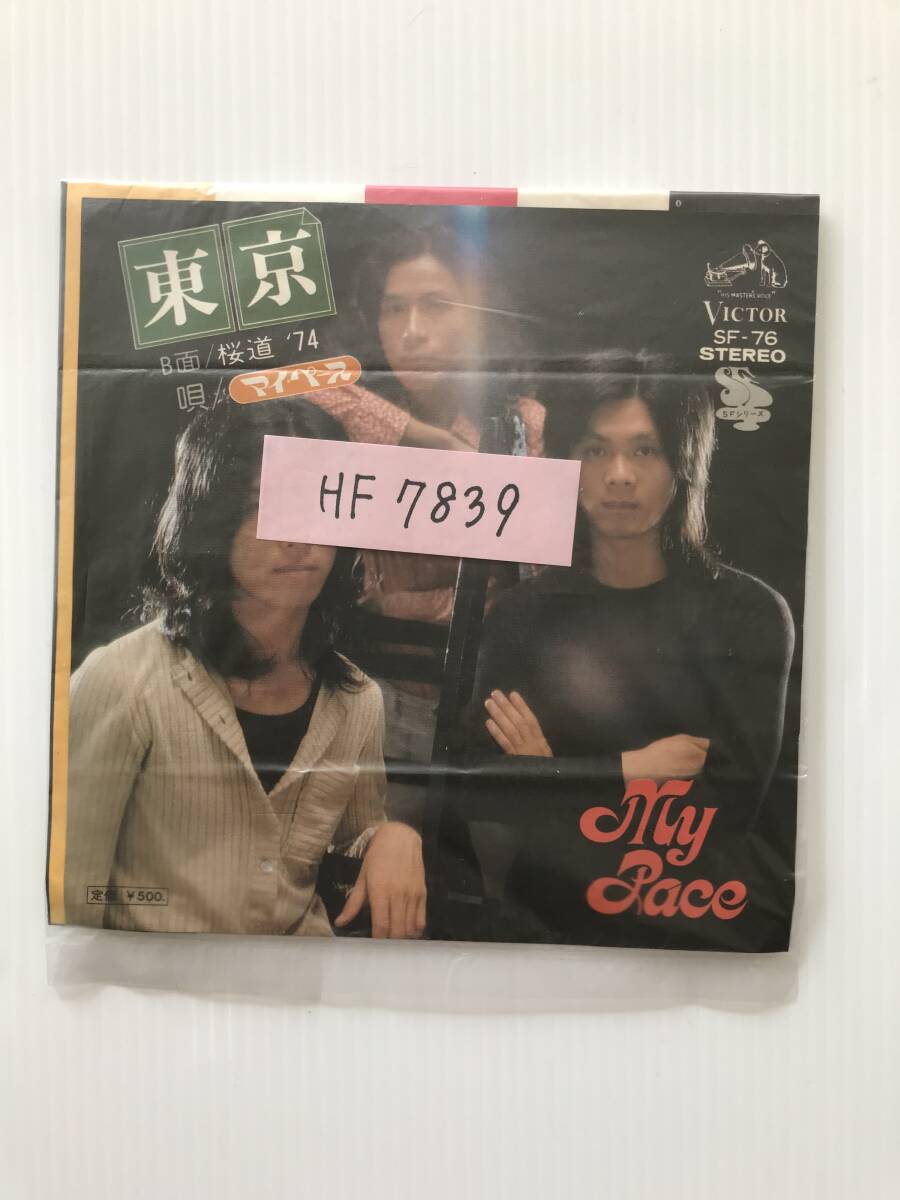 東京
B面/桜道 '74
唄/マイ・ペース
"HIS MASTER'S VOICE"
VICTOR
SF-76
STEREO
SFシリーズ
HF 7839
My
Pace
定価 ¥500.